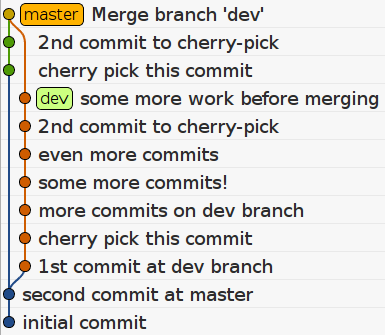 master Merge branch 'dev'
2nd commit to cherry-pick
cherry pick this commit
dev some more work before merging
2nd commit to cherry-pick
even more commits
some more commits!
more commits on dev branch
cherry pick this commit
1st commit at dev branch
second commit at master
initial commit